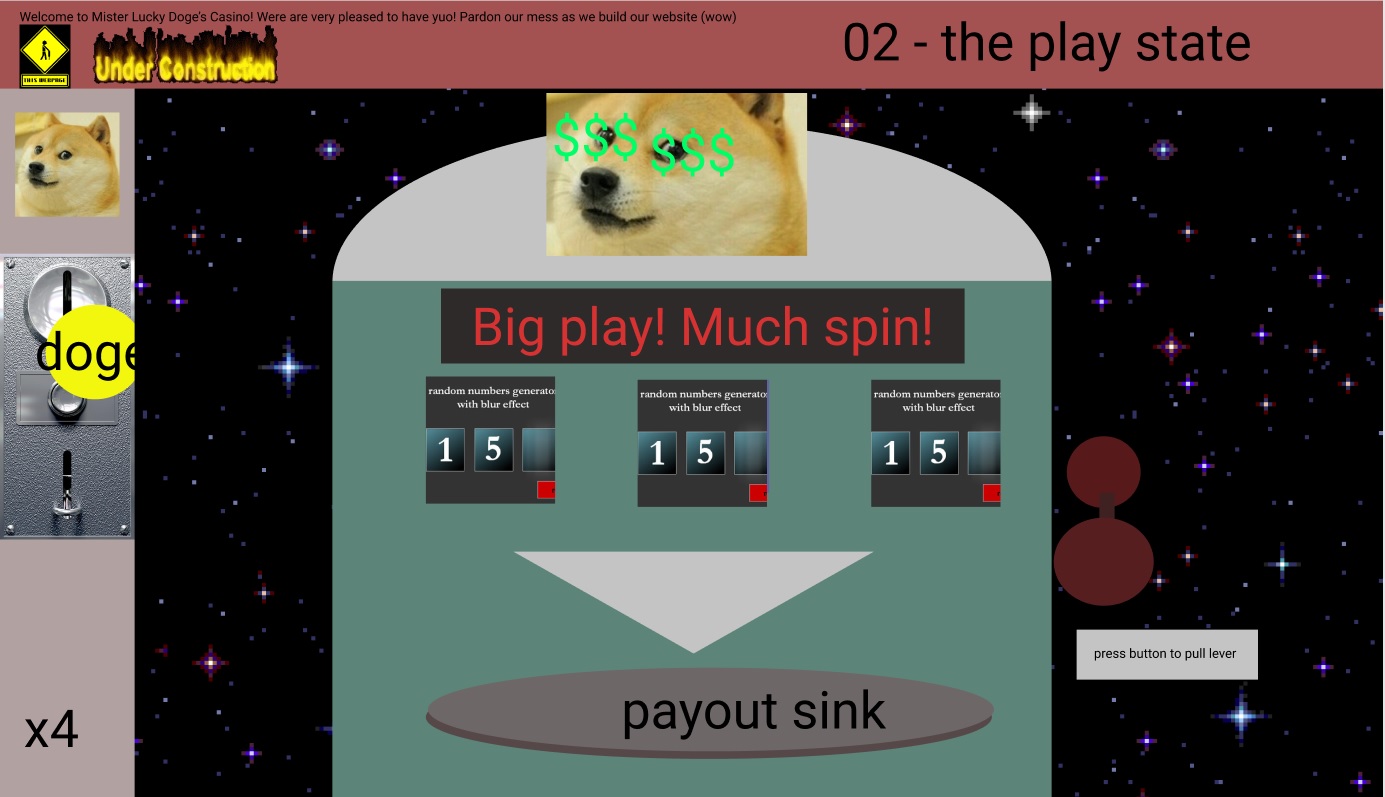 Welcome to Mister Lucky Doge's Casino! Were are very pleased to have yuo! Pardon our mess as we build our website (wow)
02 - the play state
THIS WEBPAGE
Under Construction
$$$ $$$
Big play! Much spin!
random numbers generator
with blur effect
1 5
random numbers generator
with blur effect
1 5
random numbers generator
with blur effect
1 5
doge
press button to pull lever
payout sink
x4